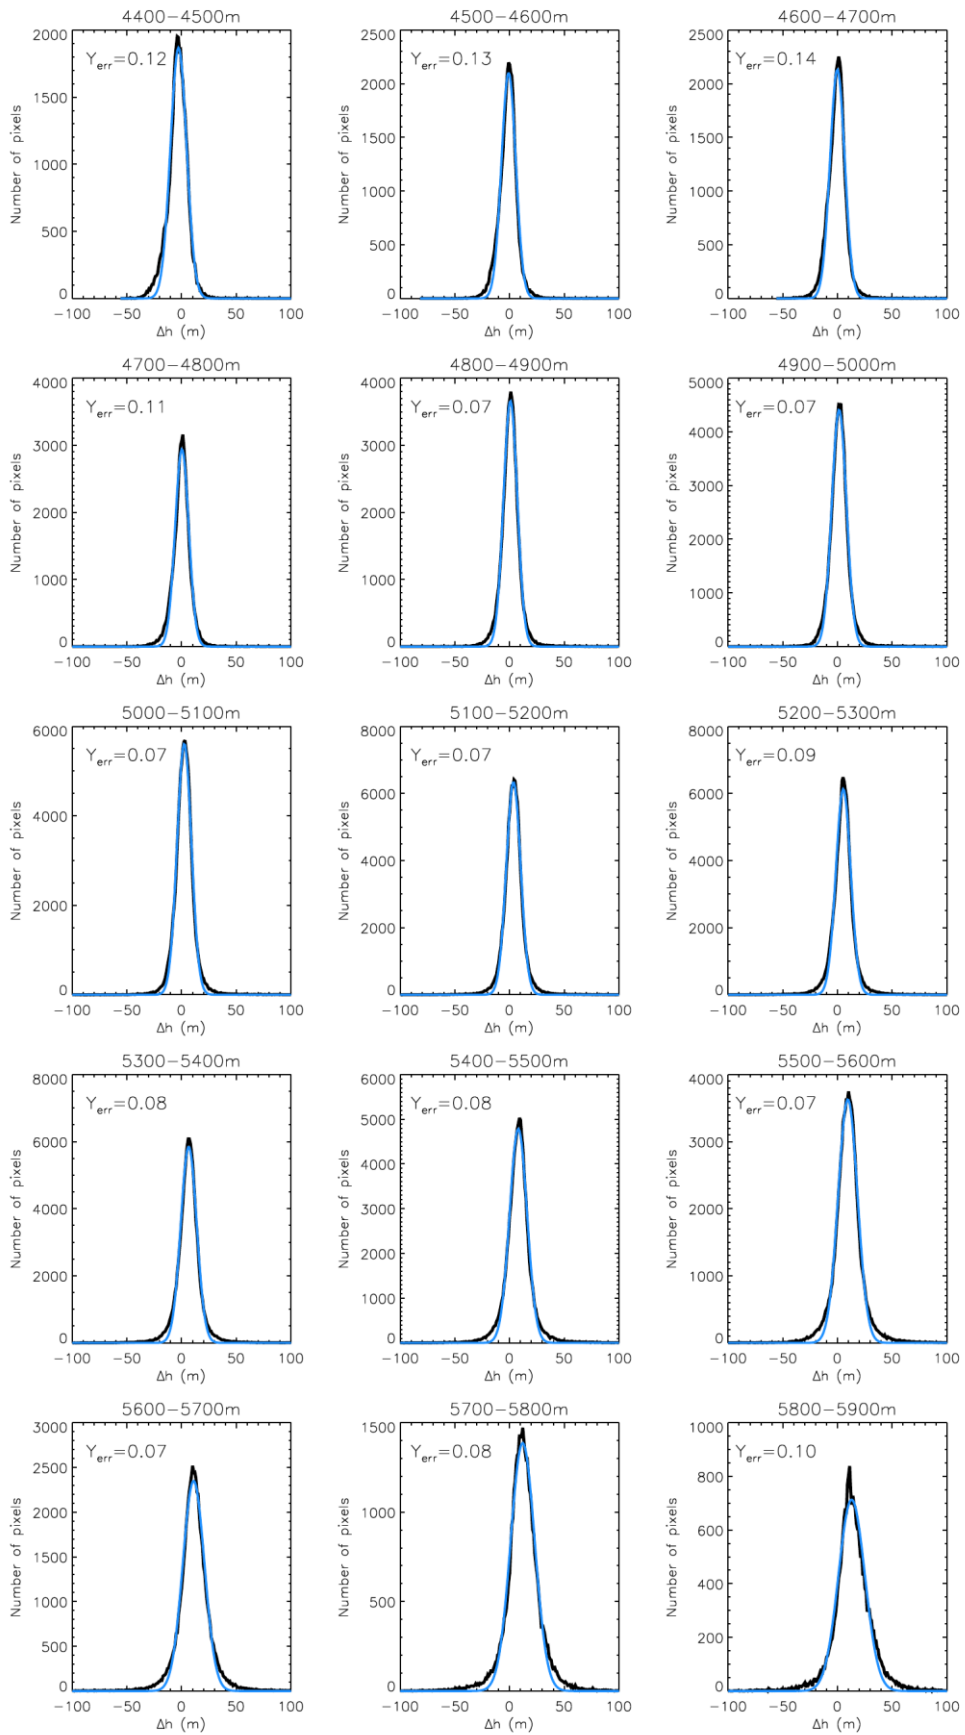 4400−4500m 4500−4600m 4600−4700m
Y_err=0.12 Y_err=0.13 Y_err=0.14
Number of pixels Number of pixels Number of pixels
2000 1500 1000 500 0
2500 2000 1500 1000 500 0
2500 2000 1500 1000 500 0
−100 −50 0 50 100 −100 −50 0 50 100 −100 −50 0 50 100
Δh (m) Δh (m) Δh (m)
4700−4800m 4800−4900m 4900−5000m
Y_err=0.11 Y_err=0.07 Y_err=0.07
Number of pixels Number of pixels Number of pixels
4000 3000 2000 1000 0
4000 3000 2000 1000 0
5000 4000 3000 2000 1000 0
−100 −50 0 50 100 −100 −50 0 50 100 −100 −50 0 50 100
Δh (m) Δh (m) Δh (m)
5000−5100m 5100−5200m 5200−5300m
Y_err=0.07 Y_err=0.07 Y_err=0.09
Number of pixels Number of pixels Number of pixels
6000 4000 2000 0
8000 6000 4000 2000 0
8000 6000 4000 2000 0
−100 −50 0 50 100 −100 −50 0 50 100 −100 −50 0 50 100
Δh (m) Δh (m) Δh (m)
5300−5400m 5400−5500m 5500−5600m
Y_err=0.08 Y_err=0.08 Y_err=0.07
Number of pixels Number of pixels Number of pixels
8000 6000 4000 2000 0
6000 5000 4000 3000 2000 1000 0
4000 3000 2000 1000 0
−100 −50 0 50 100 −100 −50 0 50 100 −100 −50 0 50 100
Δh (m) Δh (m) Δh (m)
5600−5700m 5700−5800m 5800−5900m
Y_err=0.07 Y_err=0.08 Y_err=0.10
Number of pixels Number of pixels Number of pixels
3000 2500 2000 1500 1000 500 0
1500 1000 500 0
1000 800 600 400 200 0
−100 −50 0 50 100 −100 −50 0 50 100 −100 −50 0 50 100
Δh (m) Δh (m) Δh (m)